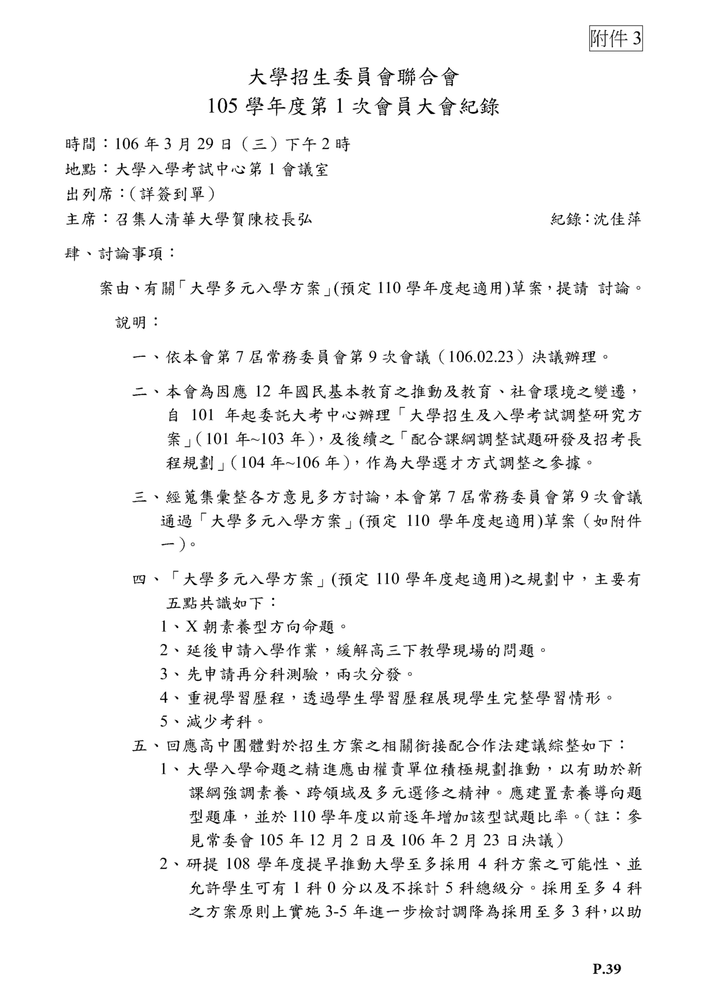 附件 3
大學招生委員會聯合會
105 學年度第 1 次會員大會紀錄
時間：106 年 3 月 29 日（三）下午 2 時
地點：大學入學考試中心第 1 會議室
出列席：（詳簽到單）
主席：召集人清華大學賀陳校長弘 紀錄：沈佳萍
肆、討論事項：
案由、有關「大學多元入學方案」(預定 110 學年度起適用)草案，提請 討論。
說明：
一、依本會第 7 屆常務委員會第 9 次會議（106.02.23）決議辦理。
二、本會為因應 12 年國民基本教育之推動及教育、社會環境之變遷，
自 101 年起委託大考中心辦理「大學招生及入學考試調整研究方
案」（101 年~103 年），及後續之「配合課綱調整試題研發及招考長
程規劃」（104 年~106 年），作為大學選才方式調整之參據。
三、經蒐集彙整各方意見多方討論，本會第 7 屆常務委員會第 9 次會議
通過「大學多元入學方案」(預定 110 學年度起適用)草案（如附件
一）。
四、「大學多元入學方案」(預定 110 學年度起適用)之規劃中，主要有
五點共識如下：
1、X 朝素養型方向命題。
2、延後申請入學作業，緩解高三下教學現場的問題。
3、先申請再分科測驗，兩次分發。
4、重視學習歷程，透過學生學習歷程展現學生完整學習情形。
5、減少考科。
五、回應高中團體對於招生方案之相關銜接配合作法建議綜整如下：
1、大學入學命題之精進應由權責單位積極規劃推動，以有助於新
課綱強調素養、跨領域及多元選修之精神。應建置素養導向題
型題庫，並於 110 學年度以前逐年增加該型試題比率。（註：參
見常委會 105 年 12 月 2 日及 106 年 2 月 23 日決議）
2、研提 108 學年度提早推動大學至多採用 4 科方案之可能性、並
允許學生可有 1 科 0 分以及不採計 5 科總級分。採用至多 4 科
之方案原則上實施 3-5 年進一步檢討調降為採用至多 3 科，以助
P.39